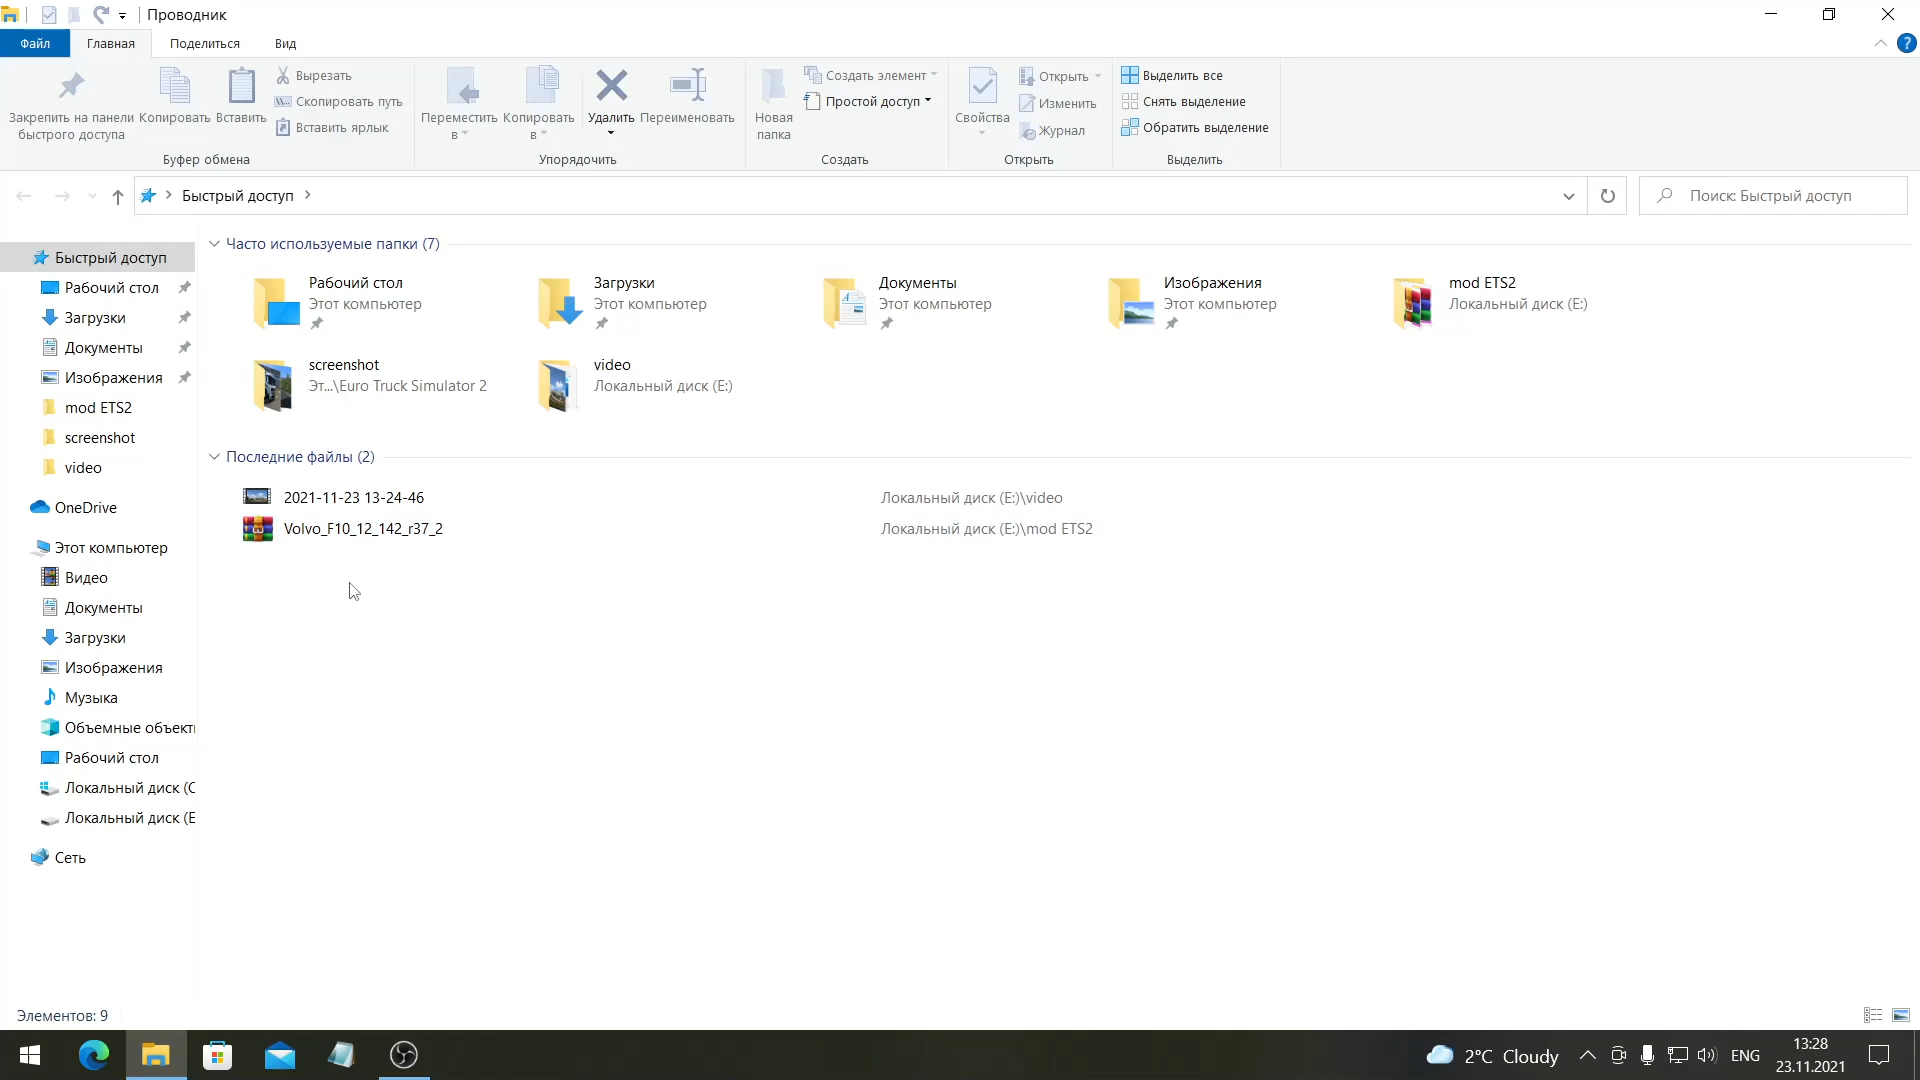 Проводник
Файл
Главная
Поделиться
Вид
Закрепить на панели
быстрого доступа
Копировать
Вставить
Вырезать
Скопировать путь
Вставить ярлык
Буфер обмена
Переместить
в
Копировать
в
Удалить
Переименовать
Упорядочить
Новая
папка
Создать элемент
Простой доступ
Создать
Свойства
Открыть
Изменить
Журнал
Открыть
Выделить все
Снять выделение
Обратить выделение
Выделить
Быстрый доступ
Поиск: Быстрый доступ
Быстрый доступ
Рабочий стол
Загрузки
Документы
Изображения
mod ETS2
screenshot
video
OneDrive
Этот компьютер
Видео
Документы
Загрузки
Изображения
Музыка
Объемные объект
Рабочий стол
Локальный диск (C
Локальный диск (E
Сеть
Часто используемые папки (7)
Рабочий стол
Этот компьютер
Загрузки
Этот компьютер
Документы
Этот компьютер
Изображения
Этот компьютер
mod ETS2
Локальный диск (E:)
screenshot
Эт...\Euro Truck Simulator 2
video
Локальный диск (E:)
Последние файлы (2)
2021-11-23 13-24-46
Локальный диск (E:)\video
Volvo_F10_12_142_r37_2
Локальный диск (E:)\mod ETS2
Элементов: 9
2°C Cloudy
ENG
13:28
23.11.2021